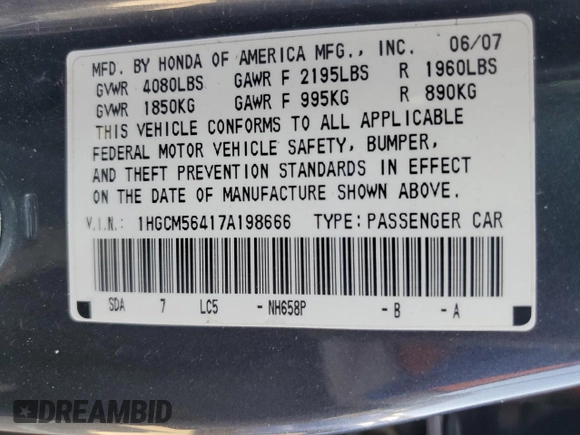 MFD. BY HONDA OF AMERICA MFG., INC. 06/07
GVWR 4080LBS GAWR F 2195LBS R 1960LBS
GVWR 1850KG GAWR F 995KG R 890KG
THIS VEHICLE CONFORMS TO ALL APPLICABLE
FEDERAL MOTOR VEHICLE SAFETY, BUMPER,
AND THEFT PREVENTION STANDARDS IN EFFECT
ON THE DATE OF MANUFACTURE SHOWN ABOVE.
V.I.N.: 1HGCM56417A198666 TYPE: PASSENGER CAR
SDA 7 LC5 - NH658P - B - A
DREAMBID